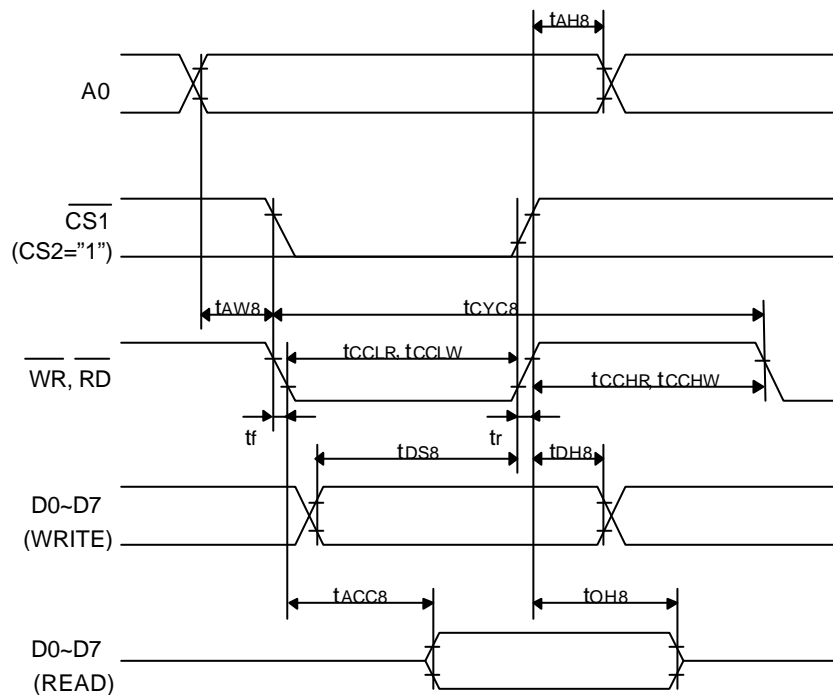 tAH8
A0
CS1
(CS2="1")
tAW8
tCYC8
tCCLR, tCCLW
WR, RD
tCCHR, tCCHW
tf
tr
tDS8
tDH8
D0~D7
(WRITE)
tACC8
tOH8
D0~D7
(READ)